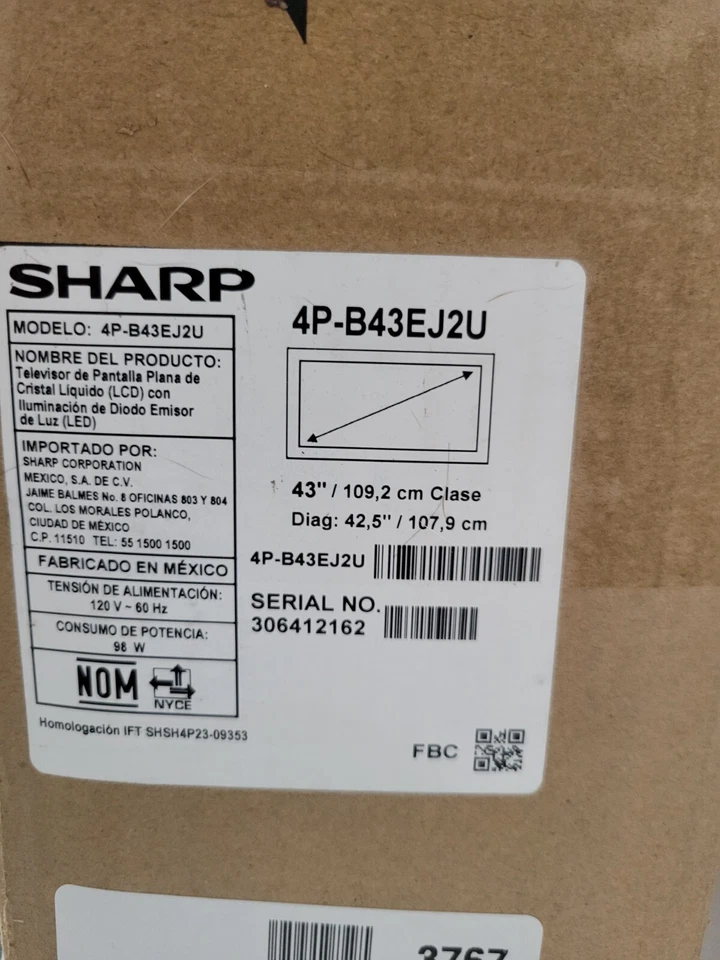 SHARP
MODELO: 4P-B43EJ2U
NOMBRE DEL PRODUCTO:
Televisor de Pantalla Plana de
Cristal Líquido (LCD) con
Iluminación de Diodo Emisor
de Luz (LED)
IMPORTADO POR:
SHARP CORPORATION
MEXICO, S.A. DE C.V.
JAIME BALMES No. 8 OFICINAS 803 Y 804
COL. LOS MORALES POLANCO,
CIUDAD DE MÉXICO
C.P. 11510 TEL: 55 1500 1500
FABRICADO EN MÉXICO
TENSIÓN DE ALIMENTACIÓN:
120 V ~ 60 Hz
CONSUMO DE POTENCIA:
98 W
NOM
NYCE
Homologación IFT SHSH4P23-09353
4P-B43EJ2U
43" / 109,2 cm Clase
Diag: 42,5" / 107,9 cm
4P-B43EJ2U
SERIAL NO.
306412162
FBC
3767